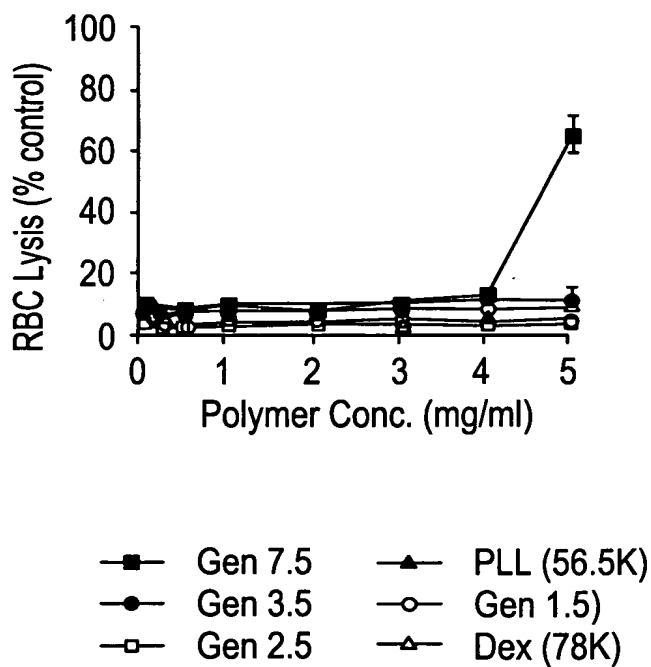 RBC Lysis (% control)
100
80
60
40
20
0
0 1 2 3 4 5
Polymer Conc. (mg/ml)
Gen 7.5 PLL (56.5K)
Gen 3.5 Gen 1.5)
Gen 2.5 Dex (78K)